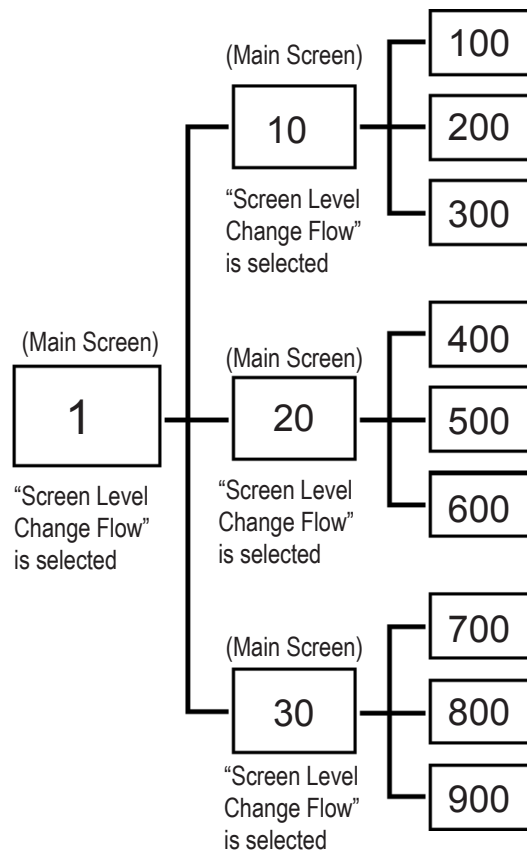 (Main Screen)
1
“Screen Level
Change Flow”
is selected
(Main Screen)
10
“Screen Level
Change Flow”
is selected
100
200
300
(Main Screen)
20
“Screen Level
Change Flow”
is selected
400
500
600
(Main Screen)
30
“Screen Level
Change Flow”
is selected
700
800
900